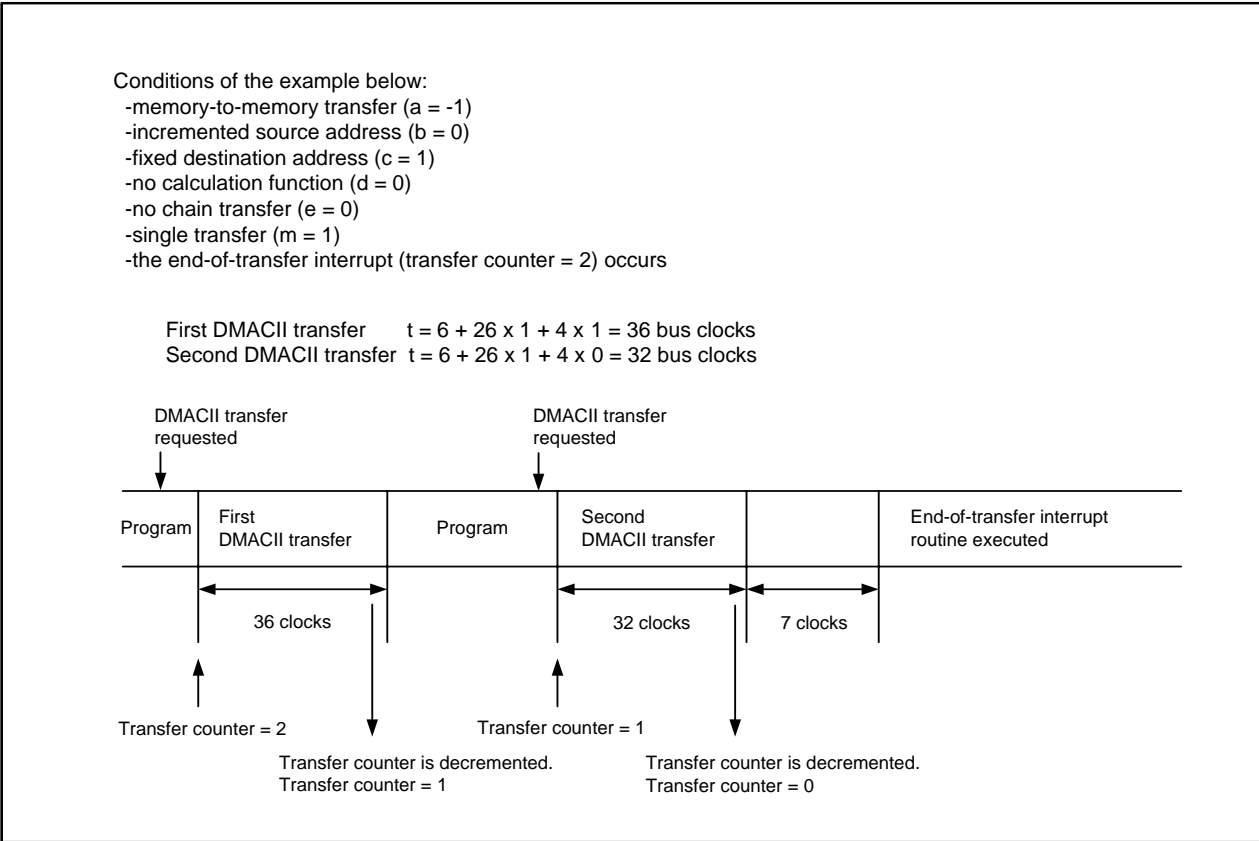 Conditions of the example below:
-memory-to-memory transfer (a = -1)
-incremented source address (b = 0)
-fixed destination address (c = 1)
-no calculation function (d = 0)
-no chain transfer (e = 0)
-single transfer (m = 1)
-the end-of-transfer interrupt (transfer counter = 2) occurs
First DMACII transfer t = 6 + 26 x 1 + 4 x 1 = 36 bus clocks
Second DMACII transfer t = 6 + 26 x 1 + 4 x 0 = 32 bus clocks
DMACII transfer
requested
DMACII transfer
requested
Program
First
DMACII transfer
Program
Second
DMACII transfer
End-of-transfer interrupt
routine executed
36 clocks
32 clocks
7 clocks
Transfer counter = 2
Transfer counter = 1
Transfer counter is decremented.
Transfer counter = 1
Transfer counter is decremented.
Transfer counter = 0